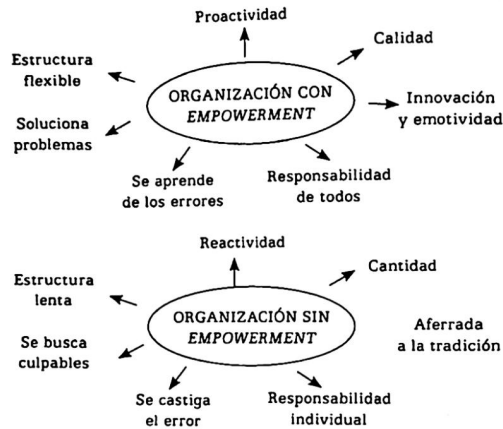 Proactividad
Calidad
Estructura
flexible
ORGANIZACIÓN CON
EMPOWERMENT
Innovación
y emotividad
Soluciona
problemas
Se aprende
de los errores
Responsabilidad
de todos
Reactividad
Cantidad
Estructura
lenta
ORGANIZACIÓN SIN
EMPOWERMENT
Aferrada
a la tradición
Se busca
culpables
Se castiga
el error
Responsabilidad
individual